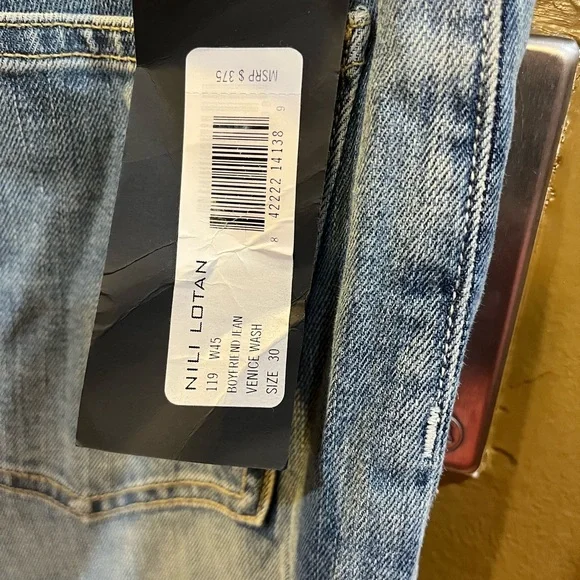 MSRP $ 375
8 42222 14138 9
NILI LOTAN
119 W45
BOYFRIEND JEAN
VENICE WASH
SIZE 30